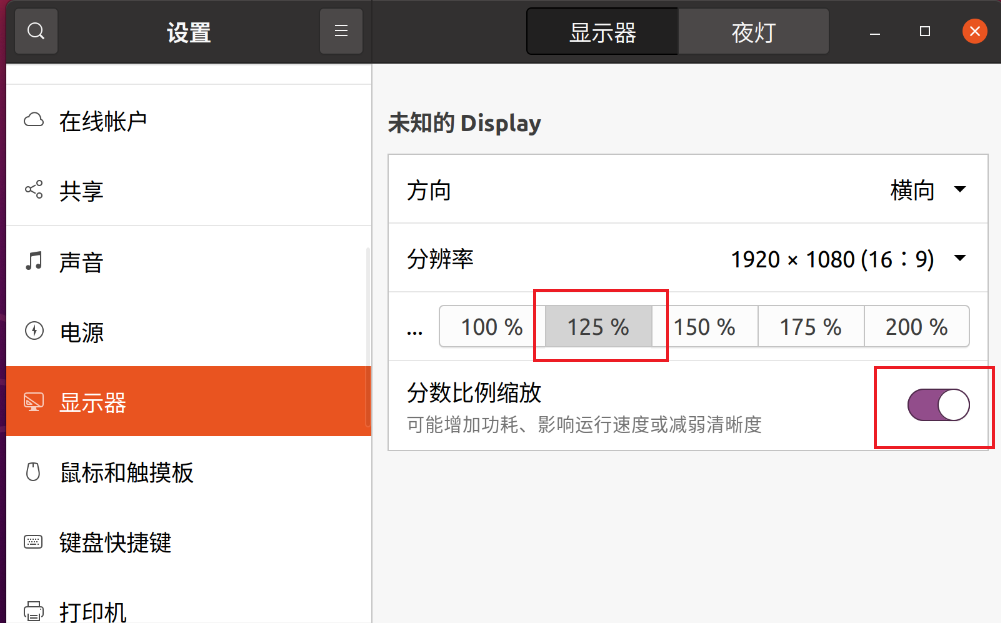 设置
显示器 夜灯
在线帐户
共享
声音
电源
显示器
鼠标和触摸板
键盘快捷键
打印机
未知的 Display
方向 横向
分辨率 1920 × 1080 (16∶9)
... 100 % 125 % 150 % 175 % 200 %
分数比例缩放
可能增加功耗、影响运行速度或减弱清晰度